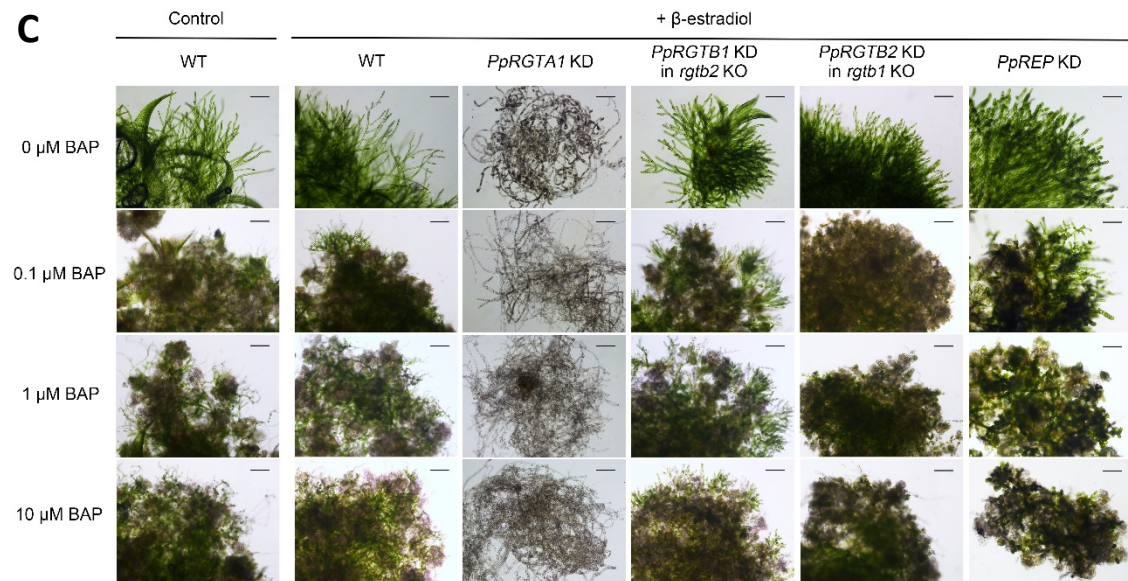 C
Control
+ β-estradiol
WT
WT
PpRGTA1 KD
PpRGTB1 KD
in rgtb2 KO
PpRGTB2 KD
in rgtb1 KO
PpREP KD
0 µM BAP
0.1 µM BAP
1 µM BAP
10 µM BAP